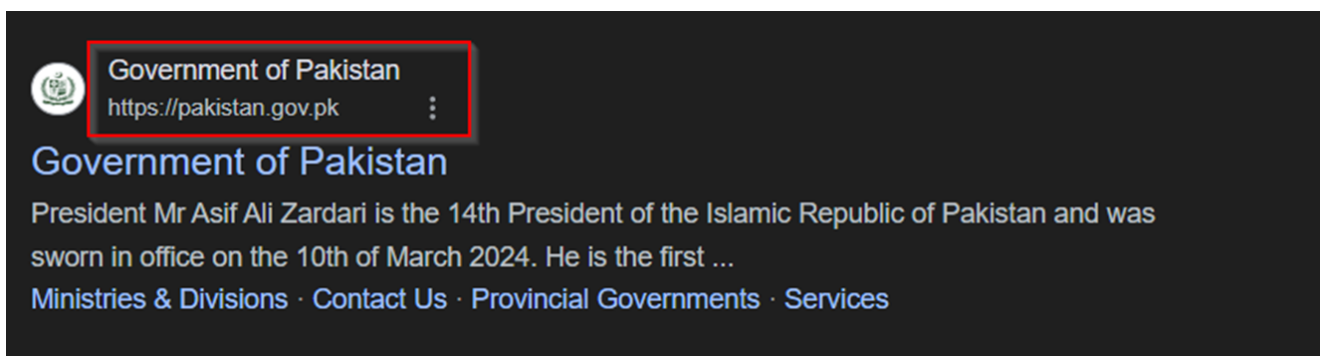 Government of Pakistan
https://pakistan.gov.pk
Government of Pakistan
President Mr Asif Ali Zardari is the 14th President of the Islamic Republic of Pakistan and was
sworn in office on the 10th of March 2024. He is the first ...
Ministries & Divisions · Contact Us · Provincial Governments · Services